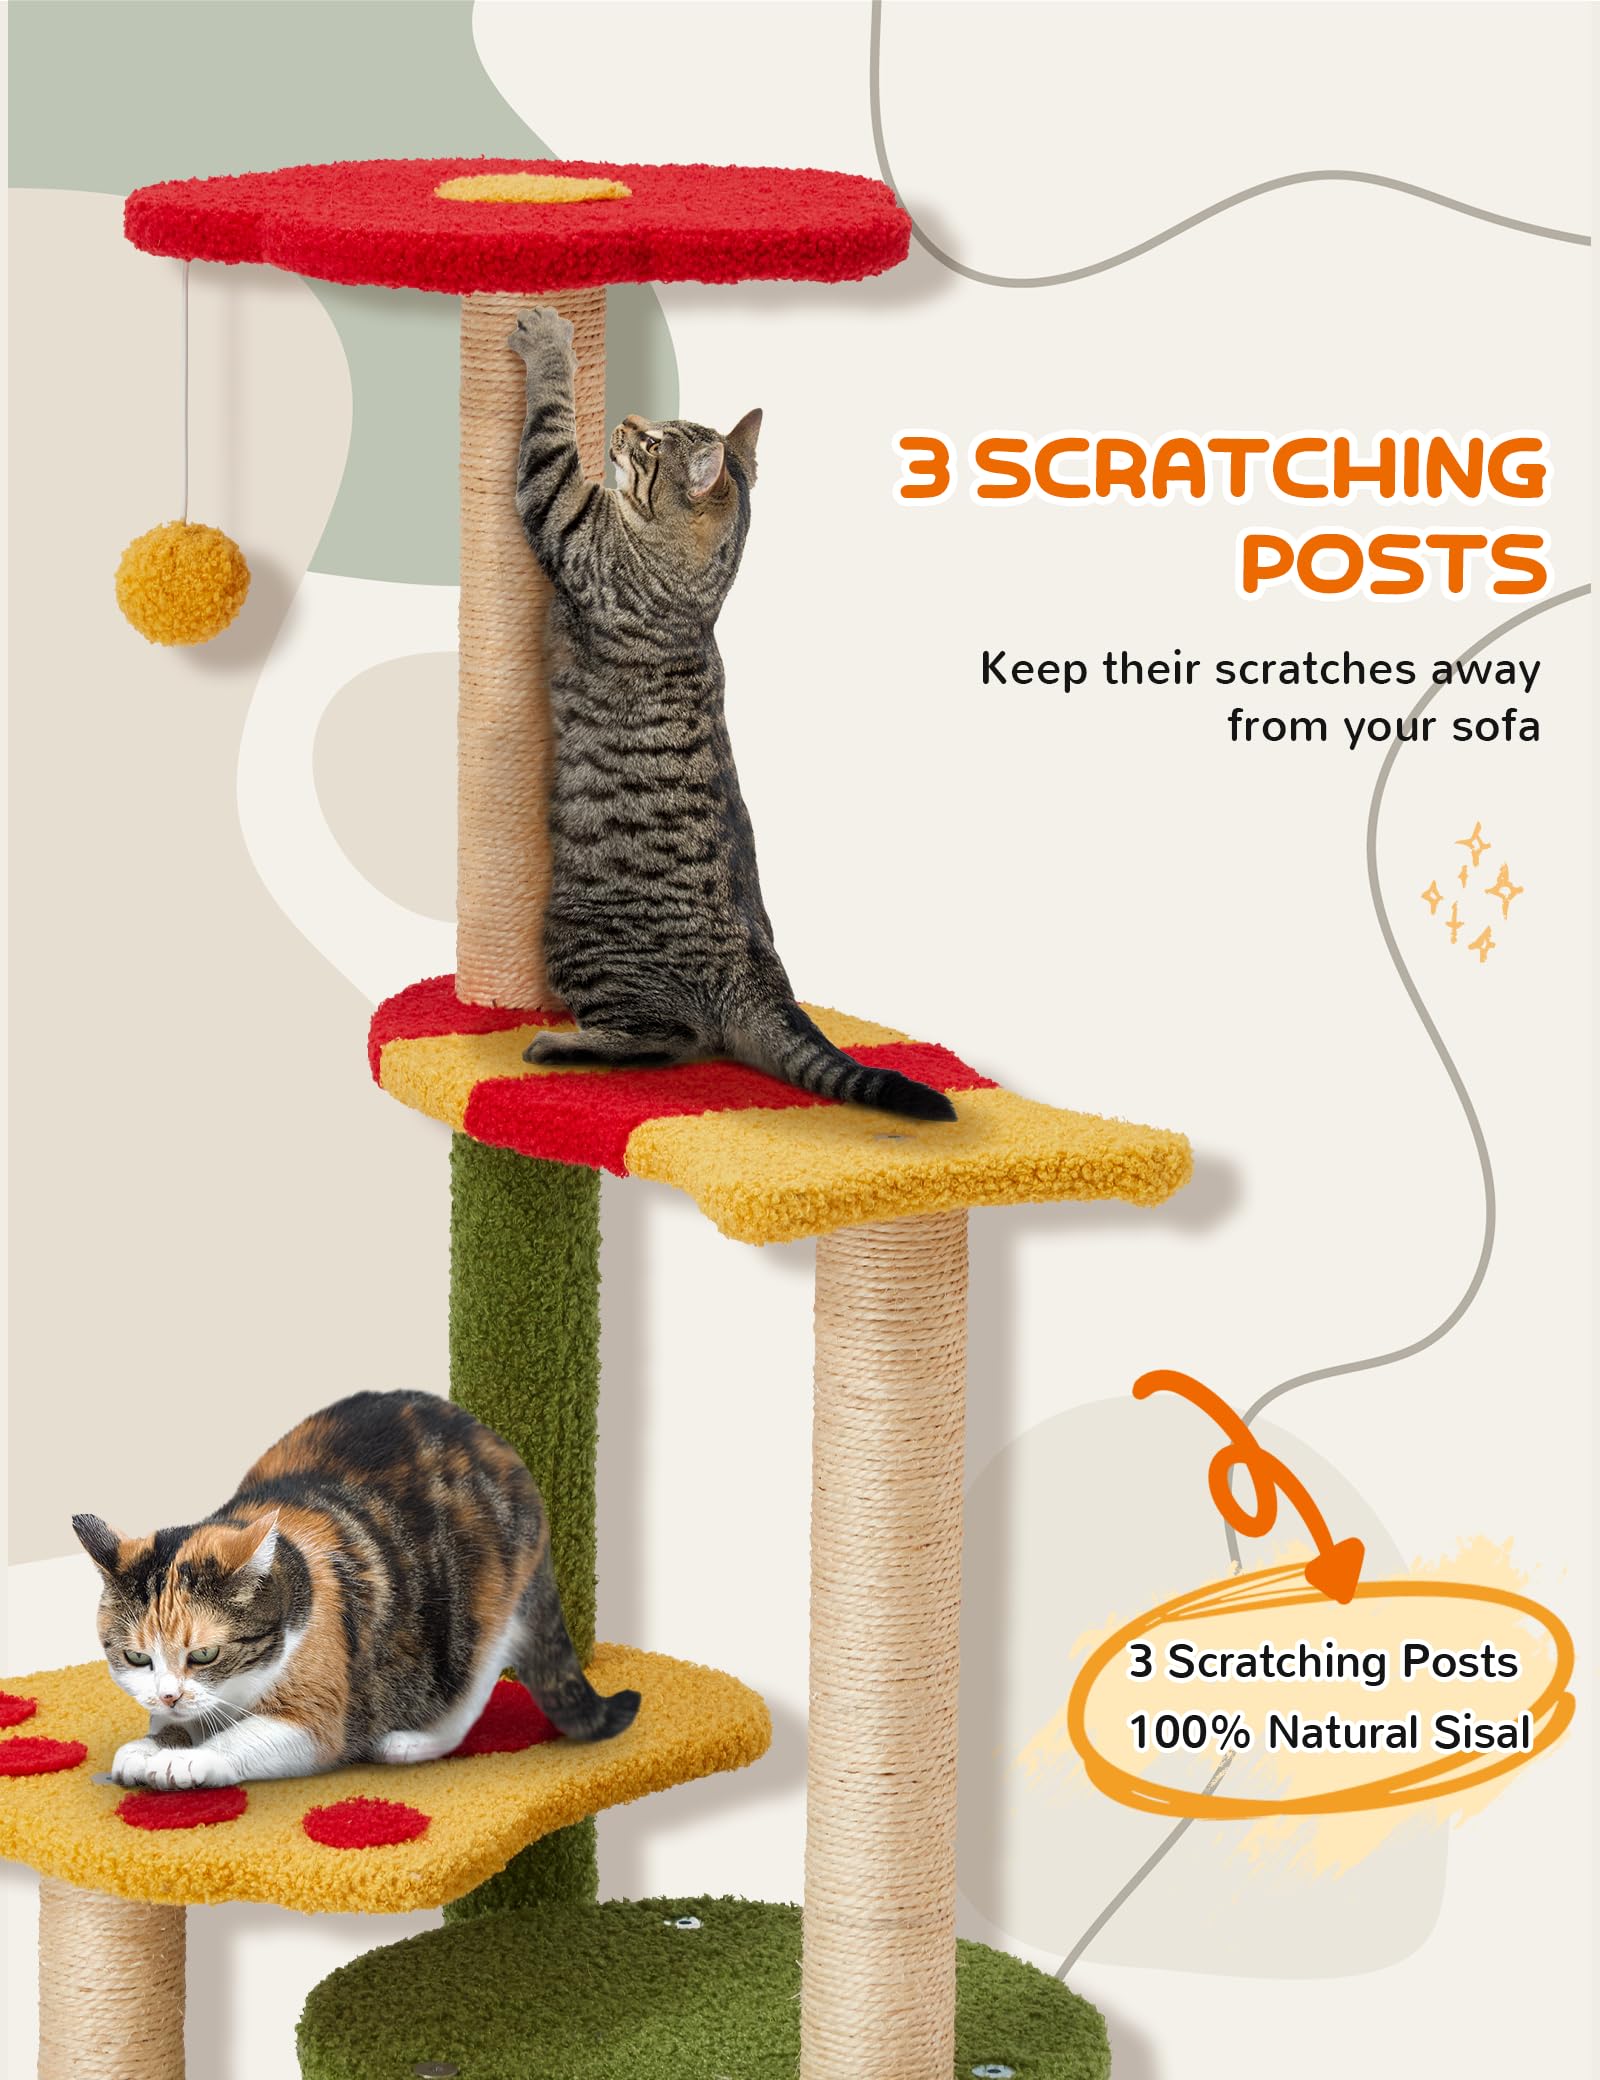 3 SCRATCHING
POSTS
Keep their scratches away
from your sofa
3 Scratching Posts
100% Natural Sisal